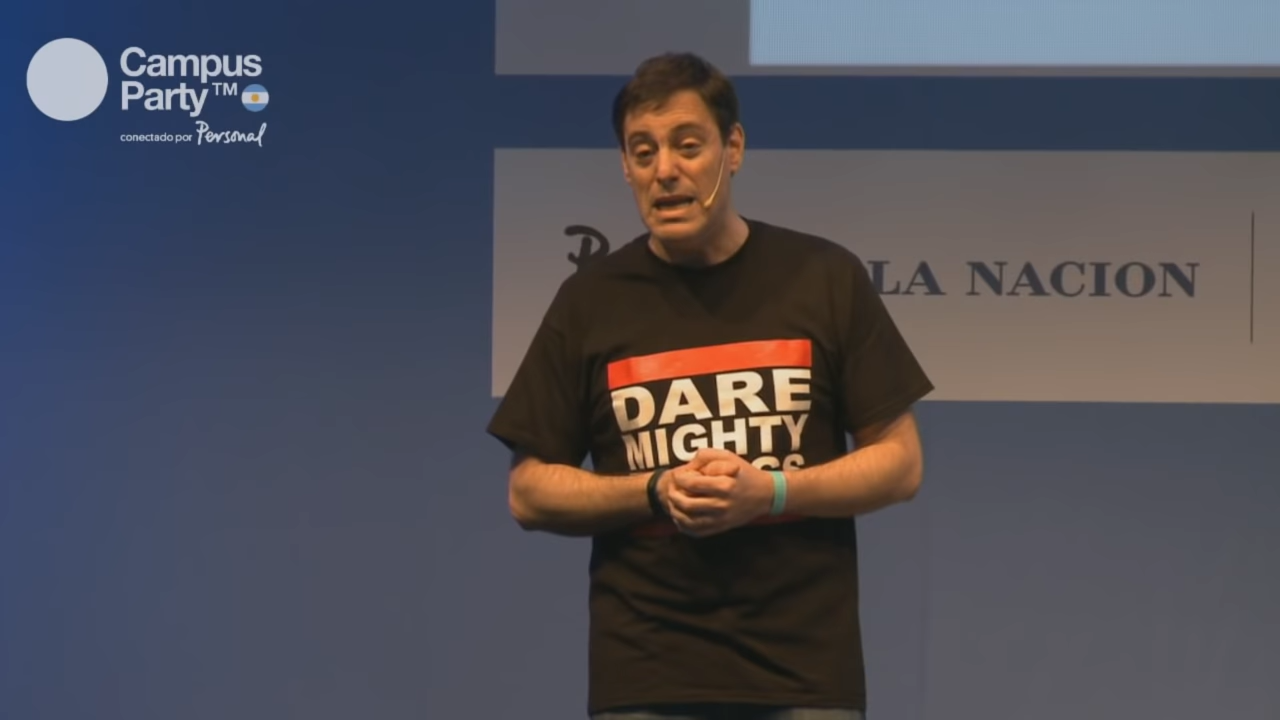 Campus
Party™
conectado por Personal
LA NACION
DARE
MIGHTY